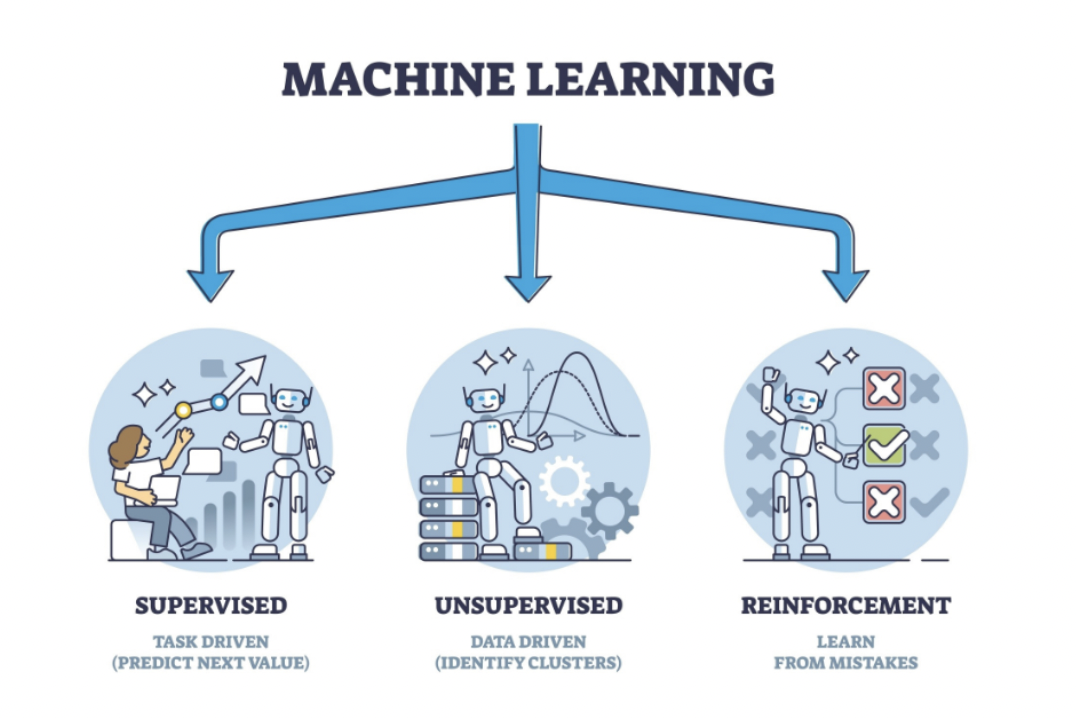 MACHINE LEARNING
SUPERVISED
TASK DRIVEN
(PREDICT NEXT VALUE)
UNSUPERVISED
DATA DRIVEN
(IDENTIFY CLUSTERS)
REINFORCEMENT
LEARN
FROM MISTAKES